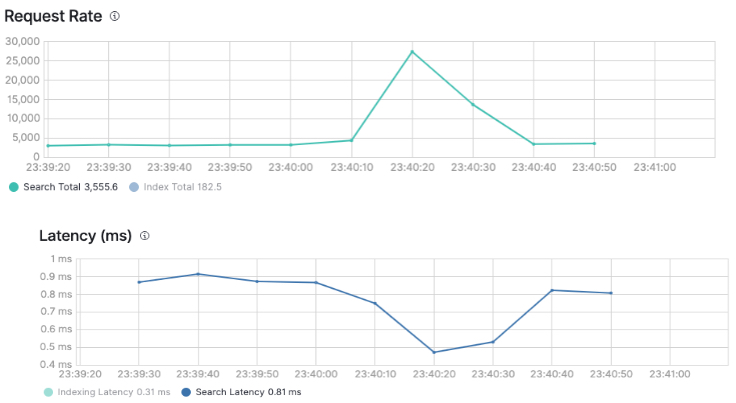 Request Rate
30,000
25,000
20,000
15,000
10,000
5,000
0
23:39:20 23:39:30 23:39:40 23:39:50 23:40:00 23:40:10 23:40:20 23:40:30 23:40:40 23:40:50 23:41:00
Search Total 3,555.6 Index Total 182.5
Latency (ms)
1 ms
0.9 ms
0.8 ms
0.7 ms
0.6 ms
0.5 ms
0.4 ms
23:39:20 23:39:30 23:39:40 23:39:50 23:40:00 23:40:10 23:40:20 23:40:30 23:40:40 23:40:50 23:41:00
Indexing Latency 0.31 ms Search Latency 0.81 ms